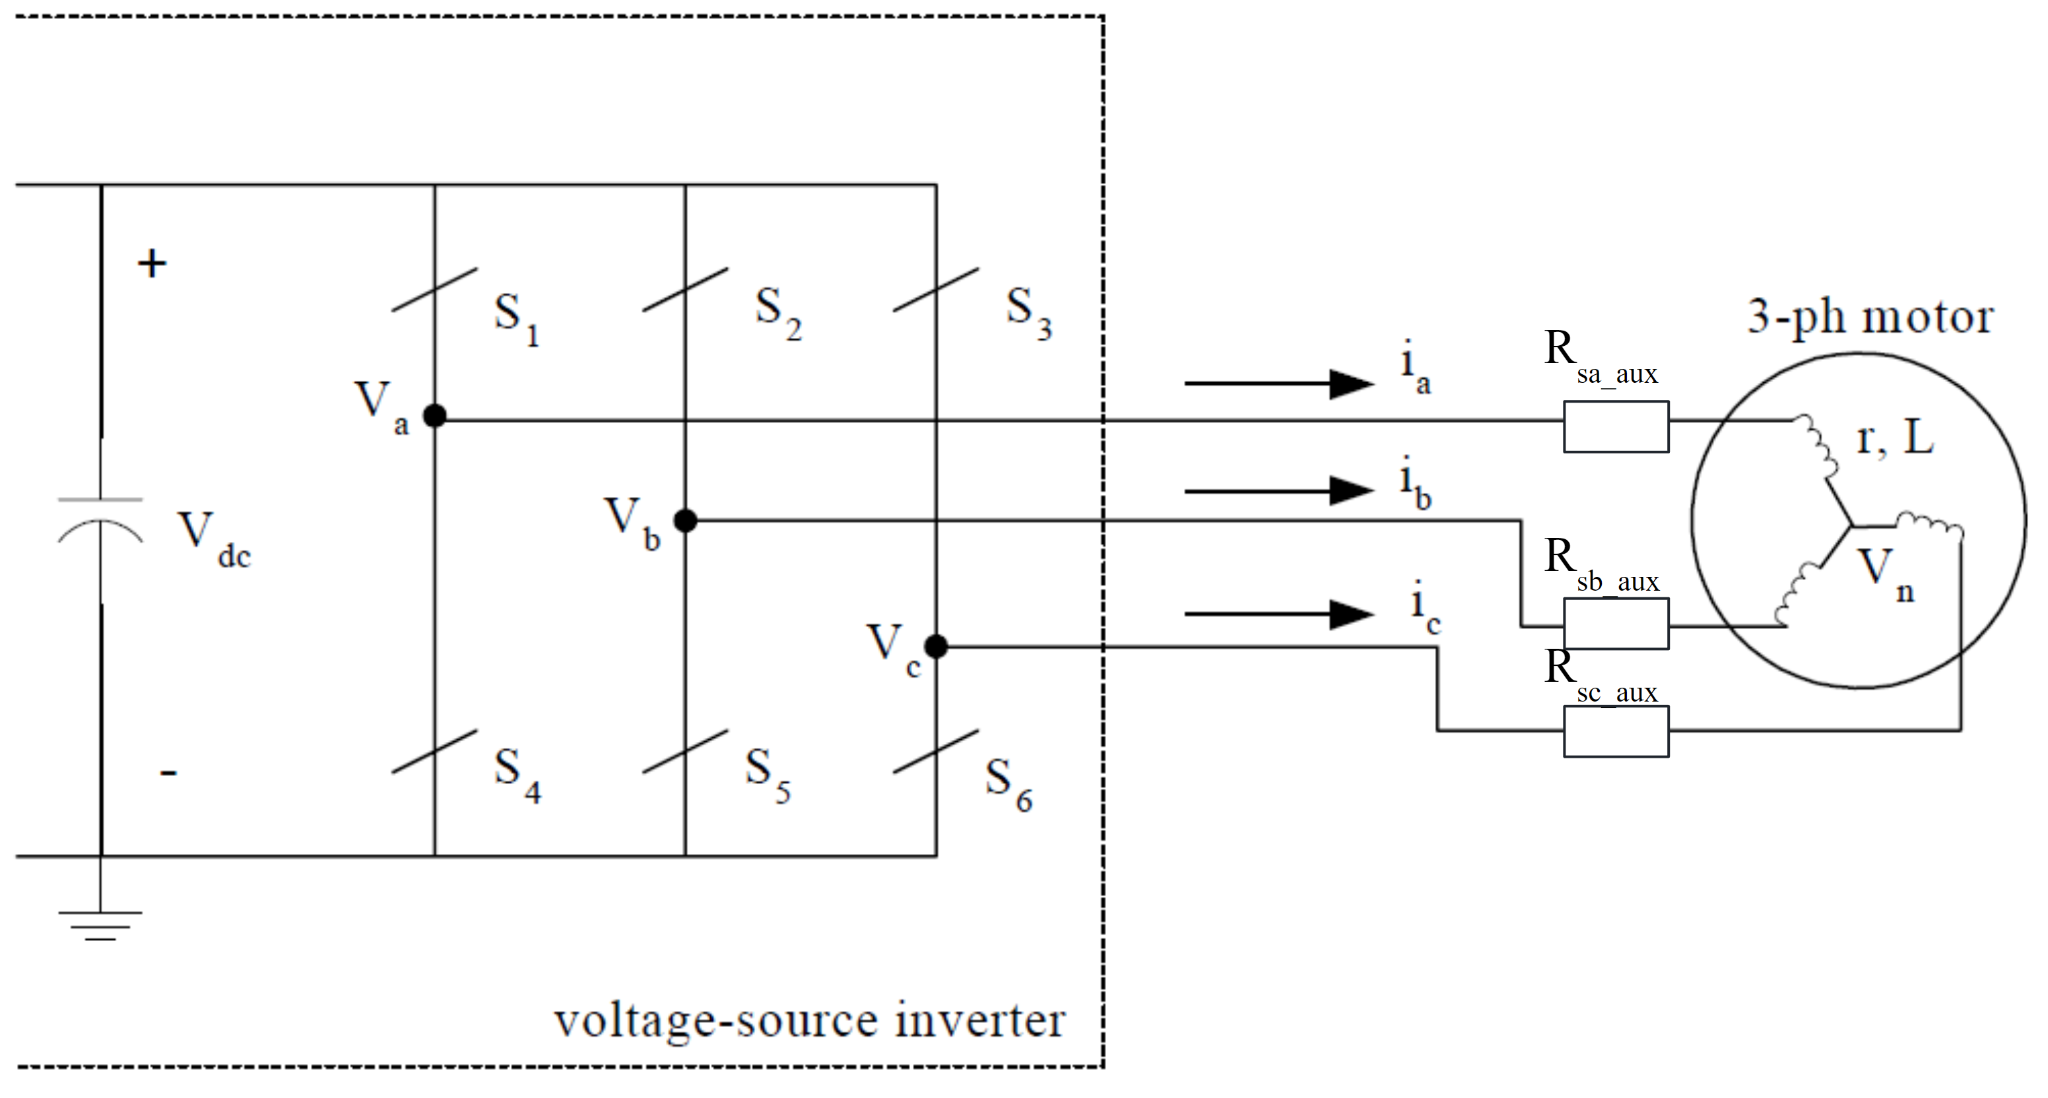 +
S1
S2
S3
Va
ia
Rsa_aux
3-ph motor
r, L
Vdc
Vb
ib
Rsb_aux
Vn
Vc
ic
Rsc_aux
-
S4
S5
S6
voltage-source inverter